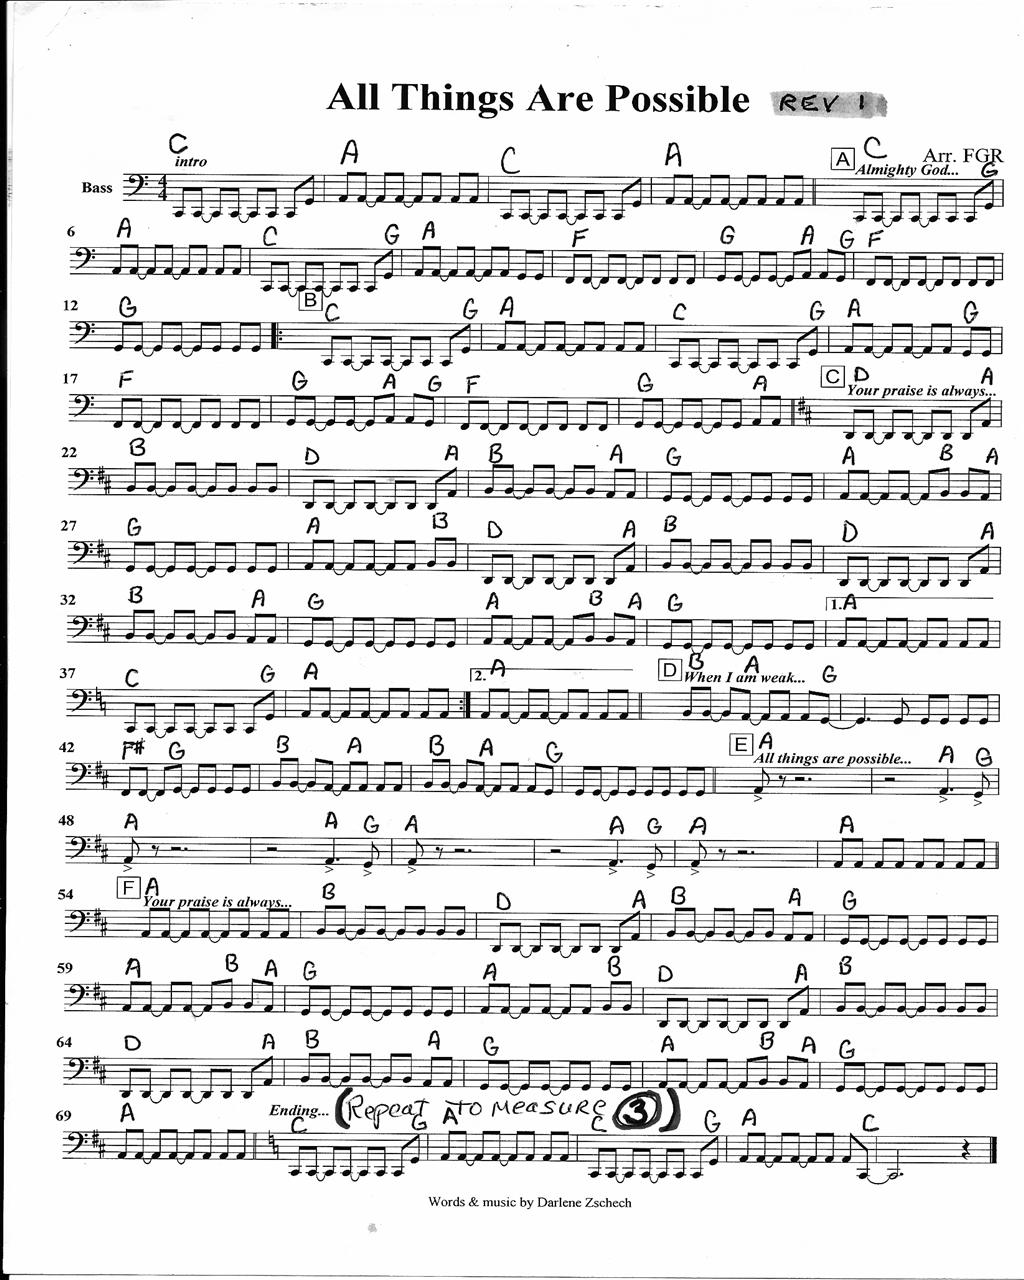 All Things Are Possible REV 1
C A C A A C Arr. FGR
intro Almighty God... G
Bass
6 A C G A F G A G F
12 G B C G A C G A G
17 F G A G F G A C D A
Your praise is always...
22 B D A B A G A B A
27 G A B D A B D A
32 B A G A B A G 1. A
37 C G A 2. A D B A G
When I am weak...
42 F# G B A B A G E A A G
All things are possible...
48 A A G A A G A A
54 F A B D A B A G
Your praise is always...
59 A B A G A B D A B
64 D A B A G A B A G
69 A Ending... (Repeat to measure 3)
C G A C G A C
Words & music by Darlene Zschech